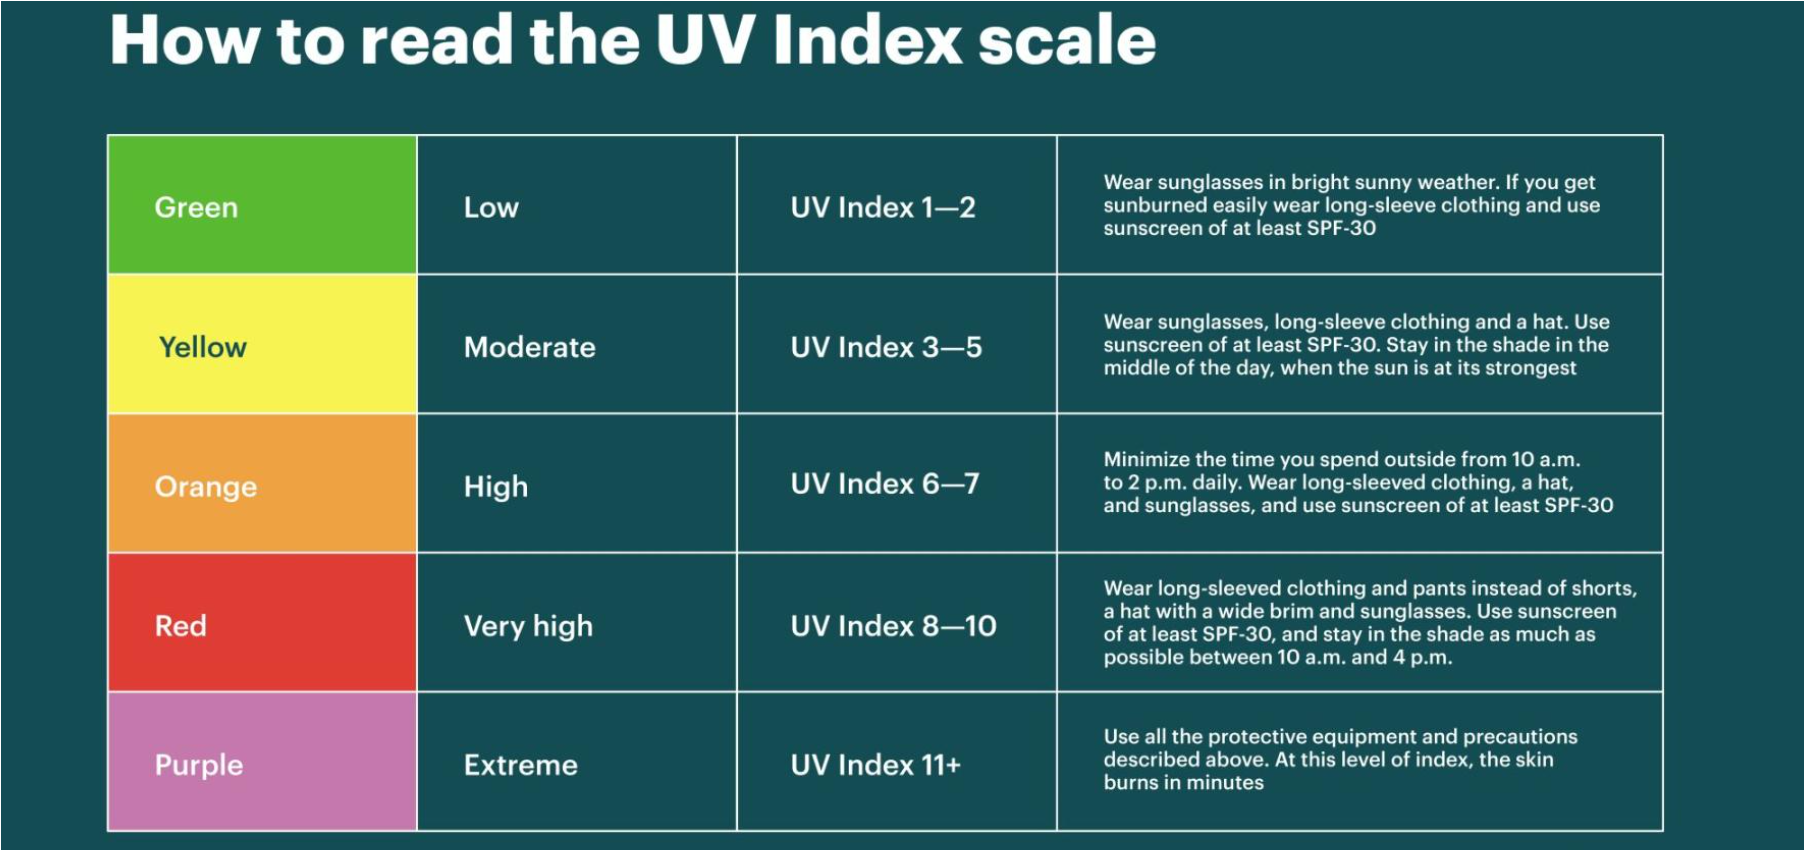 How to read the UV Index scale
Green
Low
UV Index 1—2
Wear sunglasses in bright sunny weather. If you get
sunburned easily wear long-sleeve clothing and use
sunscreen of at least SPF-30
Yellow
Moderate
UV Index 3—5
Wear sunglasses, long-sleeve clothing and a hat. Use
sunscreen of at least SPF-30. Stay in the shade in the
middle of the day, when the sun is at its strongest
Orange
High
UV Index 6—7
Minimize the time you spend outside from 10 a.m.
to 2 p.m. daily. Wear long-sleeved clothing, a hat,
and sunglasses, and use sunscreen of at least SPF-30
Red
Very high
UV Index 8—10
Wear long-sleeved clothing and pants instead of shorts,
a hat with a wide brim and sunglasses. Use sunscreen
of at least SPF-30, and stay in the shade as much as
possible between 10 a.m. and 4 p.m.
Purple
Extreme
UV Index 11+
Use all the protective equipment and precautions
described above. At this level of index, the skin
burns in minutes